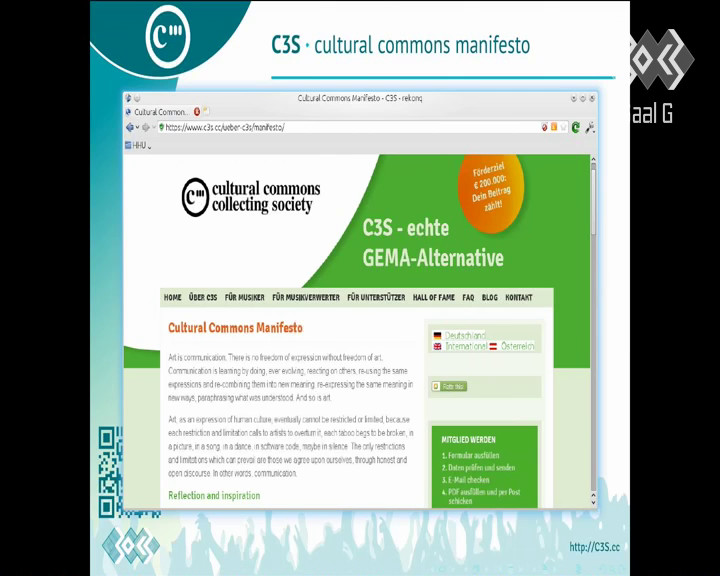 C3S · cultural commons manifesto
aal G
Cultural Commons Manifesto - C3S - rekonq
Cultural Common...
https://www.c3s.cc/ueber-c3s/manifesto/
HHU
cultural commons
collecting society
Förderziel
€ 200.000:
Dein Beitrag
zählt!
C3S - echte
GEMA-Alternative
HOME ÜBER C3S FÜR MUSIKER FÜR MUSIKVERWERTER FÜR UNTERSTÜTZER HALL OF FAME FAQ BLOG KONTAKT
Cultural Commons Manifesto
Deutschland
International Österreich
Art is communication. There is no freedom of expression without freedom of art.
Communication is learning by doing, ever evolving, reacting on others, re-using the same
expressions and re-combining them into new meaning, re-expressing the same meaning in
new ways, paraphrasing what was understood. And so is art.
Art, as an expression of human culture, eventually cannot be restricted or limited, because
each restriction and limitation calls to artists to overturn it, each taboo begs to be broken, in
a picture, in a song, in a dance, in software code, maybe in silence. The only restrictions
and limitations which can prevail are those we agree upon ourselves, through honest and
open discourse. In other words, communication.
Reflection and inspiration
MITGLIED WERDEN
1. Formular ausfüllen
2. Daten prüfen und senden
3. E-Mail checken
4. PDF ausfüllen und per Post
schicken
http://C3S.cc